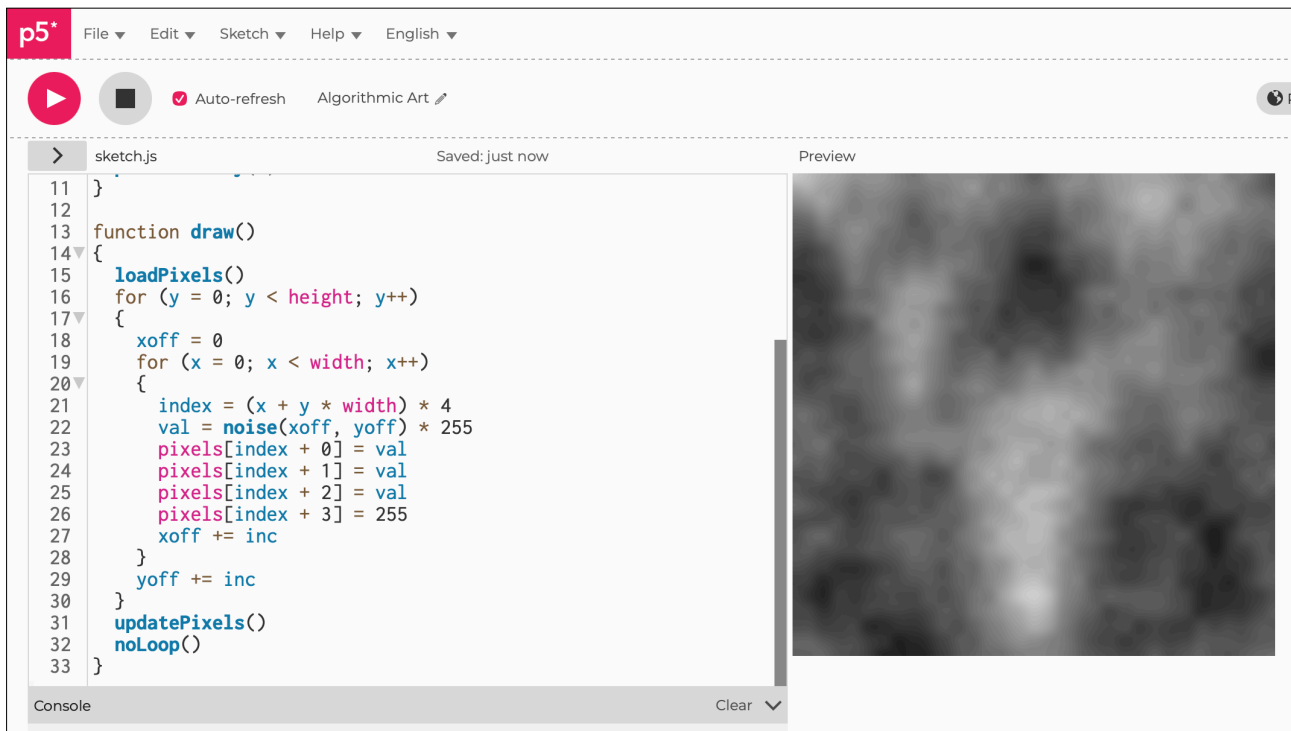 p5* File Edit Sketch Help English
Auto-refresh Algorithmic Art
sketch.js Saved: just now Preview
11 }
12
13 function draw()
14 {
15 loadPixels()
16 for (y = 0; y < height; y++)
17 {
18 xoff = 0
19 for (x = 0; x < width; x++)
20 {
21 index = (x + y * width) * 4
22 val = noise(xoff, yoff) * 255
23 pixels[index + 0] = val
24 pixels[index + 1] = val
25 pixels[index + 2] = val
26 pixels[index + 3] = 255
27 xoff += inc
28 }
29 yoff += inc
30 }
31 updatePixels()
32 noLoop()
33 }
Console Clear